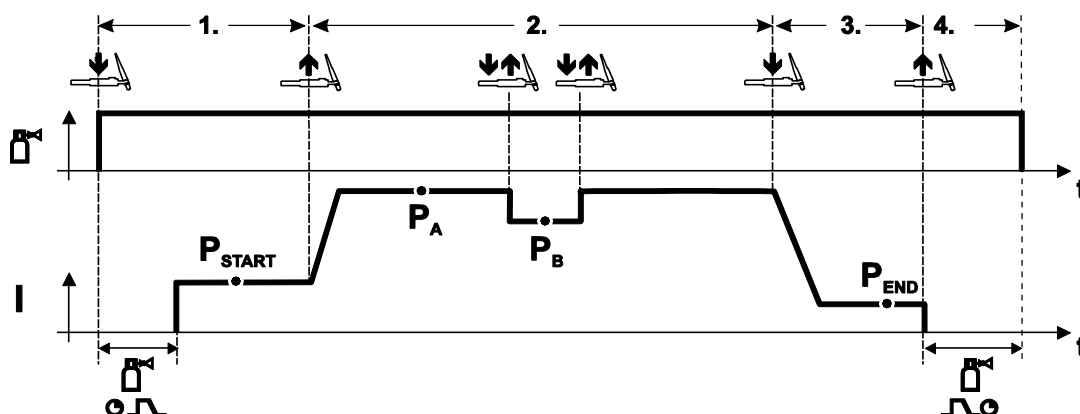 1. 2. 3. 4.
t
P_A
P_B
P_START
P_END
I
t